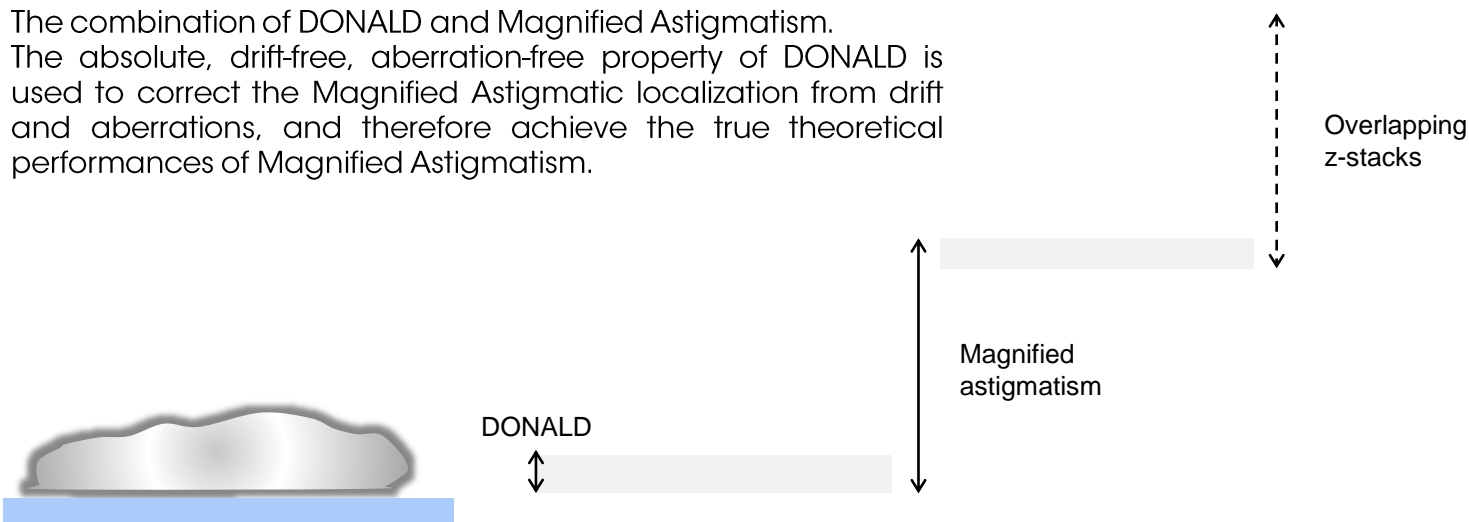 The combination of DONALD and Magnified Astigmatism.
The absolute, drift-free, aberration-free property of DONALD is
used to correct the Magnified Astigmatic localization from drift
and aberrations, and therefore achieve the true theoretical
performances of Magnified Astigmatism.
Overlapping
z-stacks
Magnified
astigmatism
DONALD